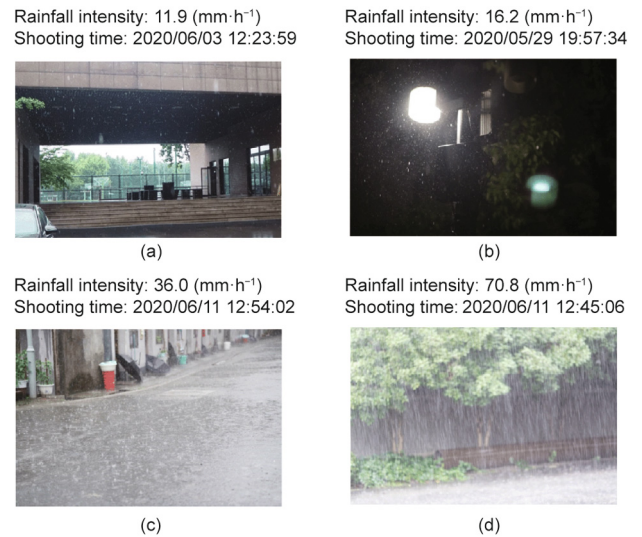 Rainfall intensity: 11.9 (mm·h⁻¹)
Shooting time: 2020/06/03 12:23:59
(a)
Rainfall intensity: 16.2 (mm·h⁻¹)
Shooting time: 2020/05/29 19:57:34
(b)
Rainfall intensity: 36.0 (mm·h⁻¹)
Shooting time: 2020/06/11 12:54:02
(c)
Rainfall intensity: 70.8 (mm·h⁻¹)
Shooting time: 2020/06/11 12:45:06
(d)